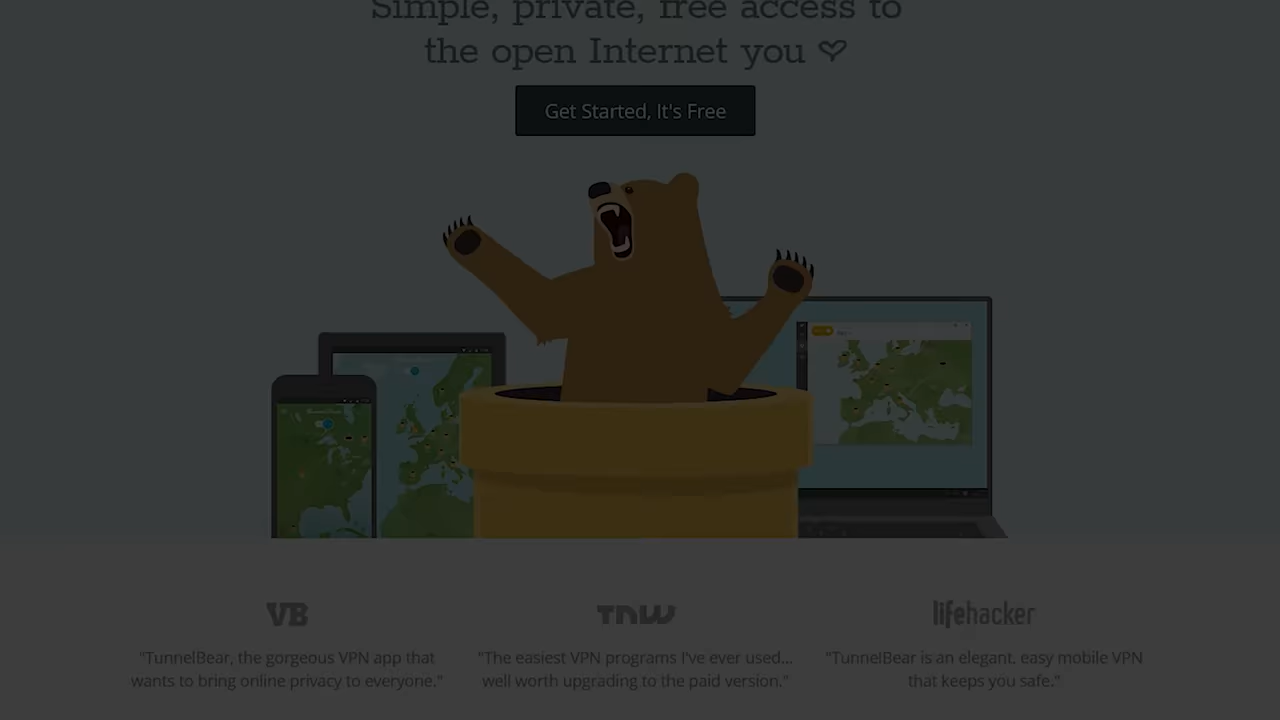 Simple, private, free access to
the open Internet you
Get Started, It's Free
VB
TNW
lifehacker
"TunnelBear, the gorgeous VPN app that
wants to bring online privacy to everyone."
"The easiest VPN programs I've ever used...
well worth upgrading to the paid version."
"TunnelBear is an elegant, easy mobile VPN
that keeps you safe."